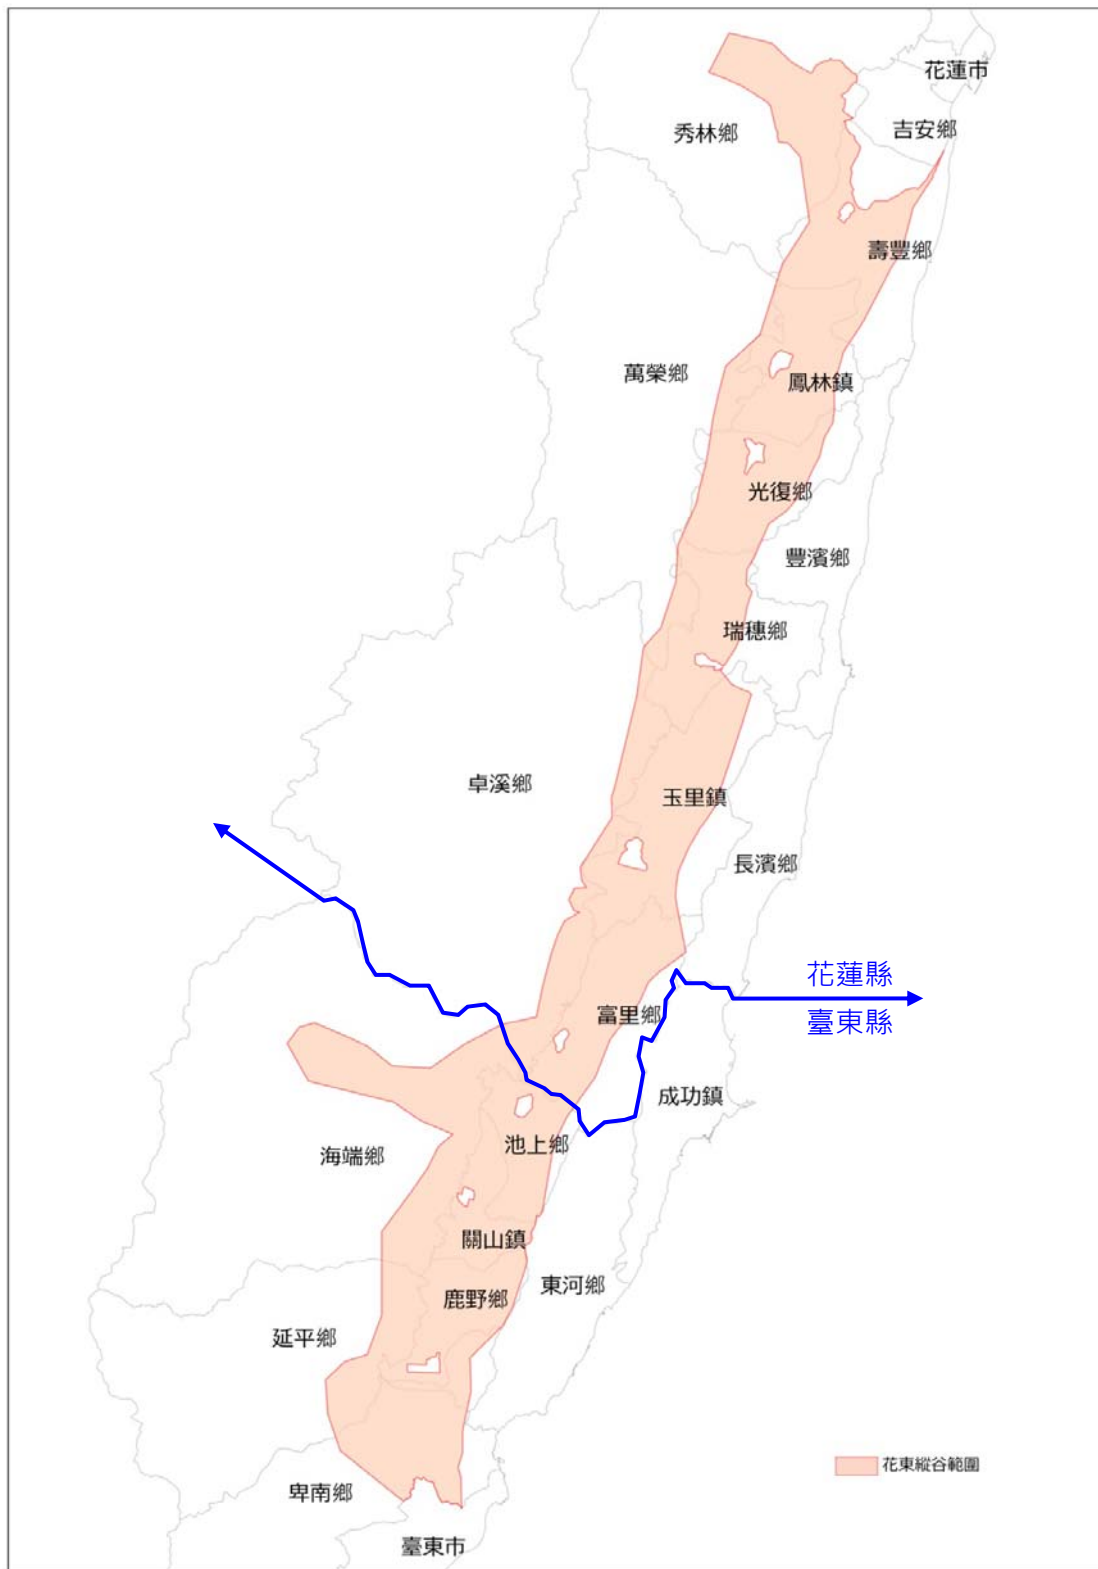 花蓮市
吉安鄉
秀林鄉
壽豐鄉
萬榮鄉
鳳林鎮
光復鄉
豐濱鄉
瑞穗鄉
卓溪鄉
玉里鎮
長濱鄉
花蓮縣
臺東縣
富里鄉
成功鎮
池上鄉
海端鄉
關山鎮
東河鄉
鹿野鄉
延平鄉
花東縱谷範圍
卑南鄉
臺東市